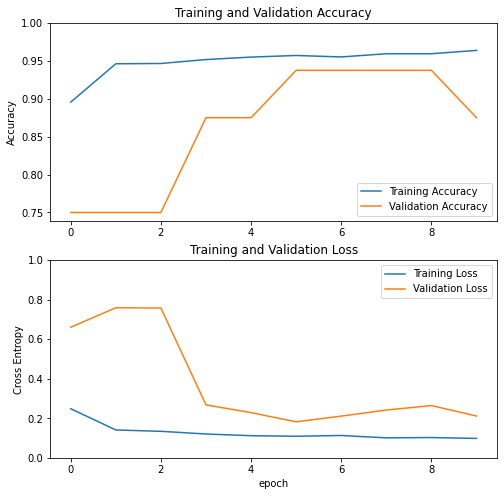 Training and Validation Accuracy
1.00
0.95
0.90
0.85
0.80
0.75
Accuracy
Training Accuracy
Validation Accuracy
0 2 4 6 8
Training and Validation Loss
1.0
0.8
0.6
0.4
0.2
0.0
Cross Entropy
Training Loss
Validation Loss
0 2 4 6 8
epoch